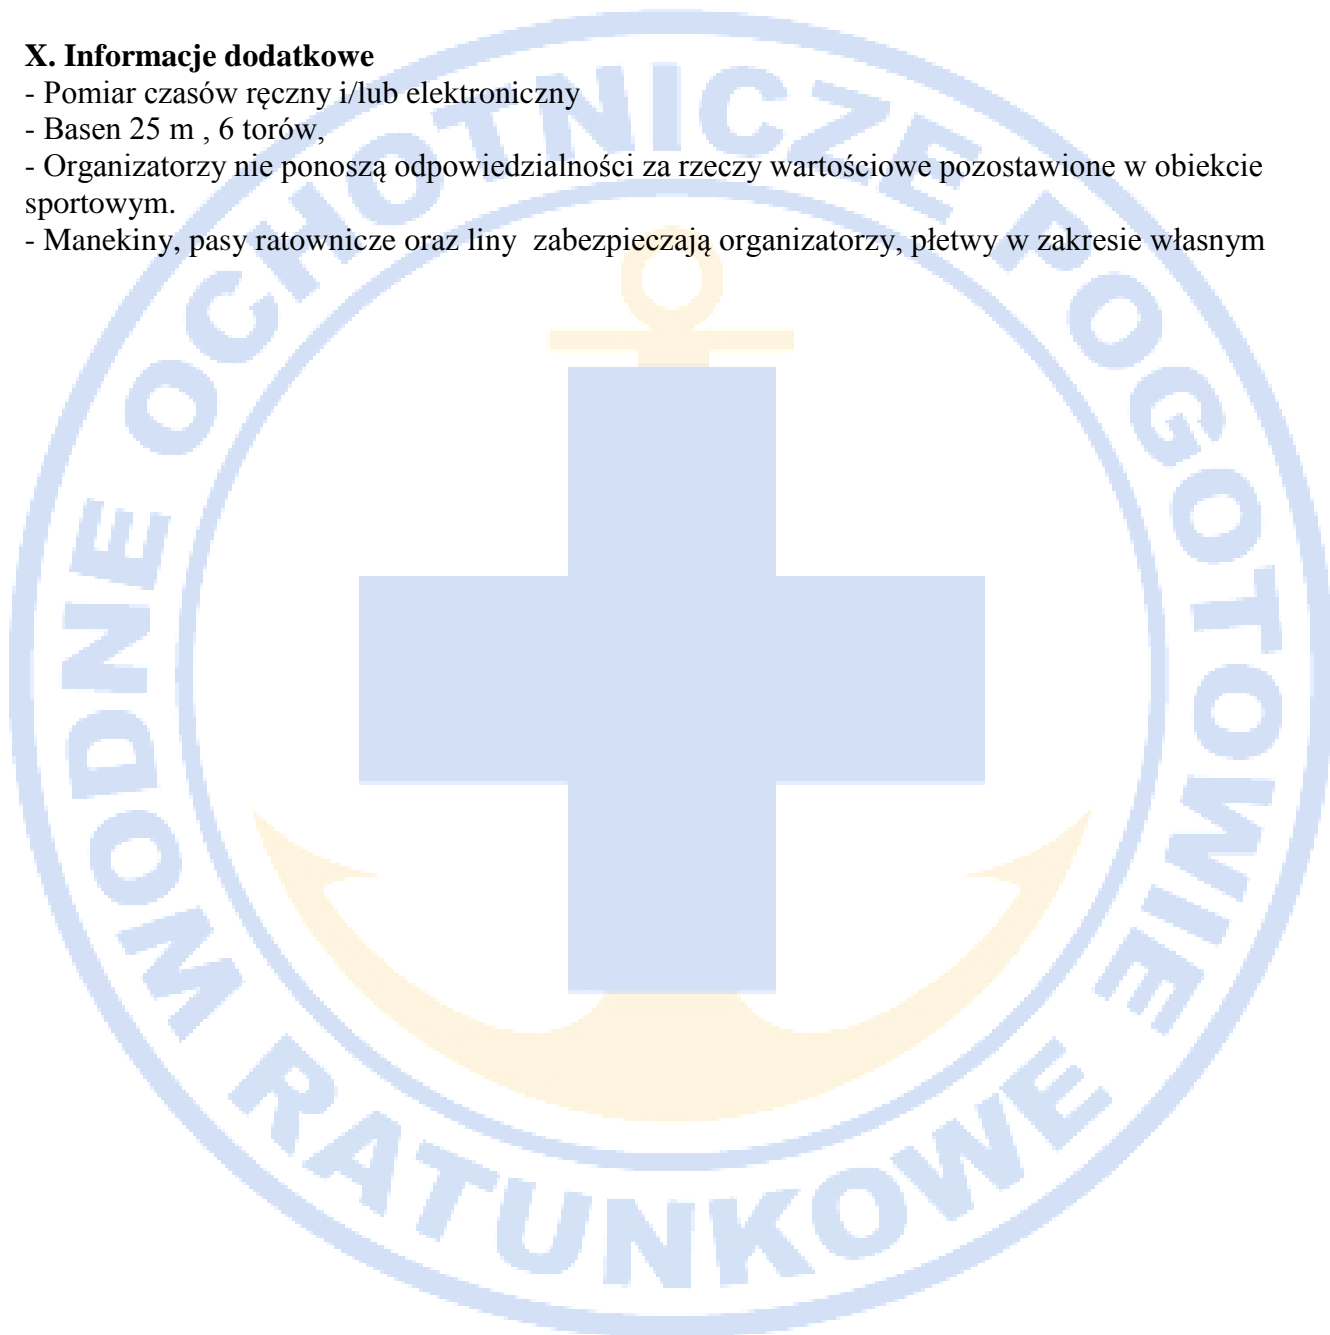 X. Informacje dodatkowe
- Pomiar czasów ręczny i/lub elektroniczny
- Basen 25 m , 6 torów,
- Organizatorzy nie ponoszą odpowiedzialności za rzeczy wartościowe pozostawione w obiekcie
sportowym.
- Manekiny, pasy ratownicze oraz liny  zabezpieczają organizatorzy, płetwy w zakresie własnym
WODNE OCHOTNICZE POGOTOWIE RATUNKOWE